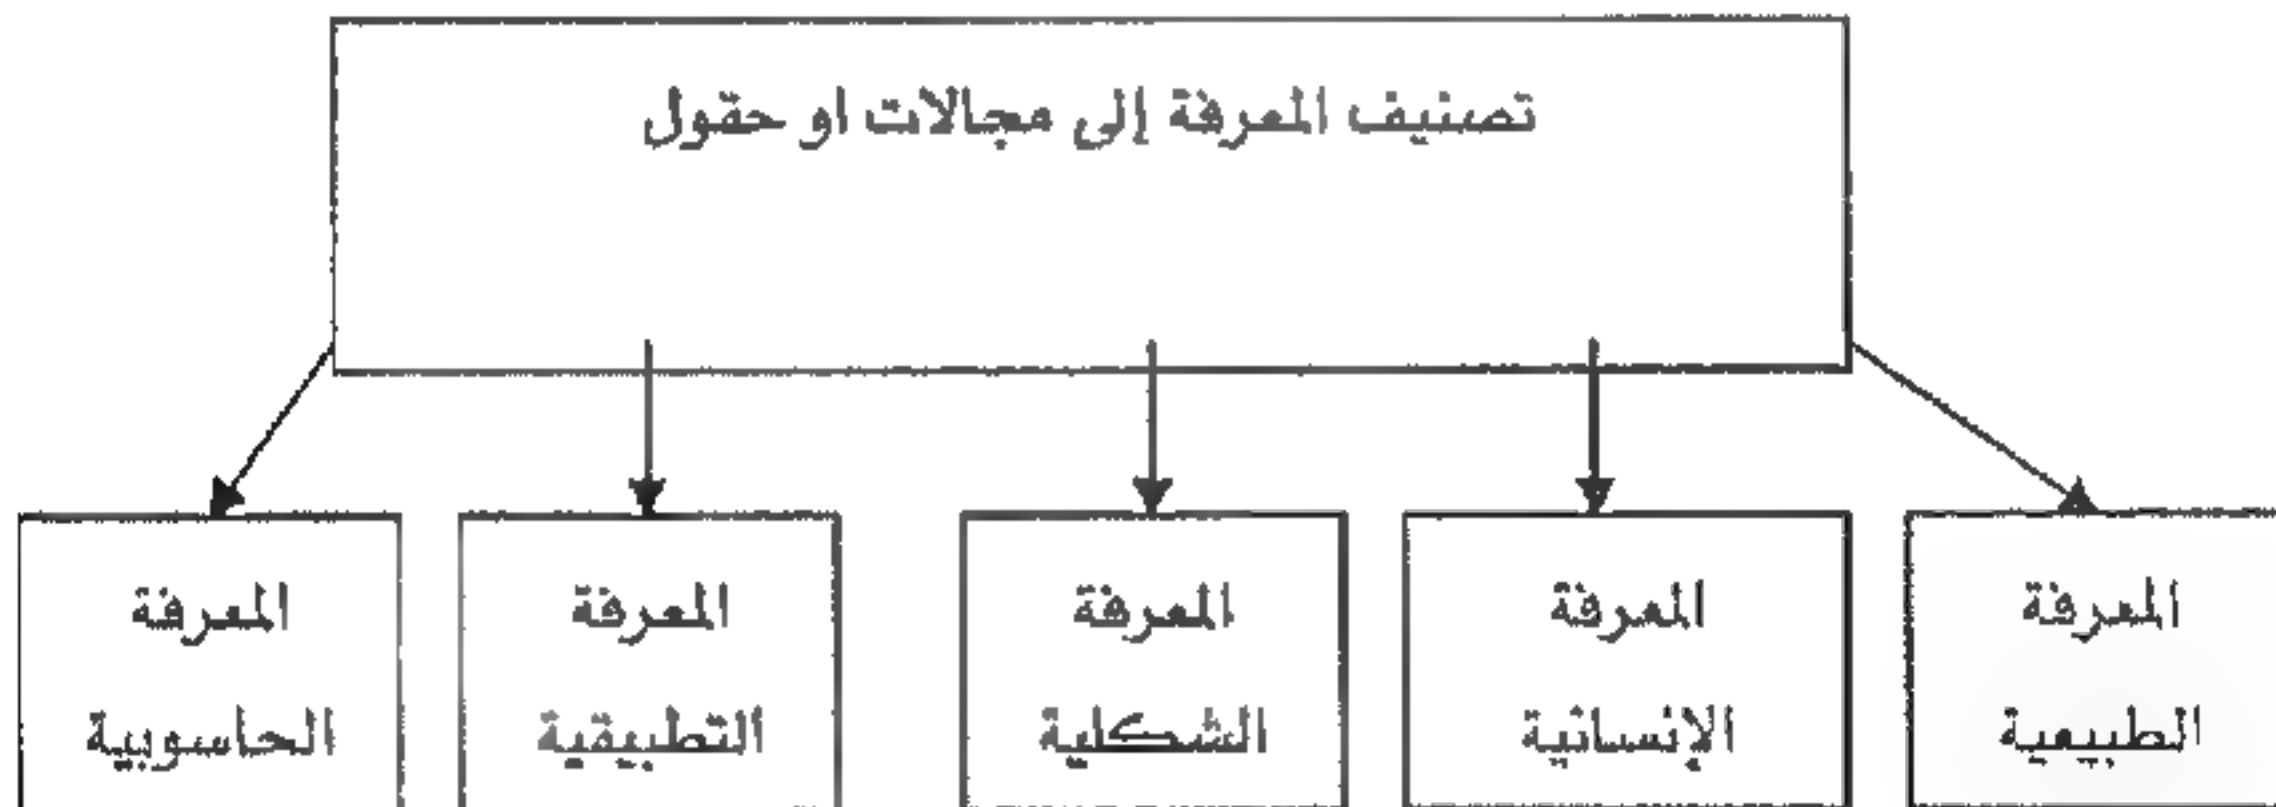 تصنيف المعرفة إلى مجالات او حقول
المعرفة
الطبيعية
المعرفة
الإنسانية
المعرفة
الشكلية
المعرفة
التطبيقية
المعرفة
الحاسوبية